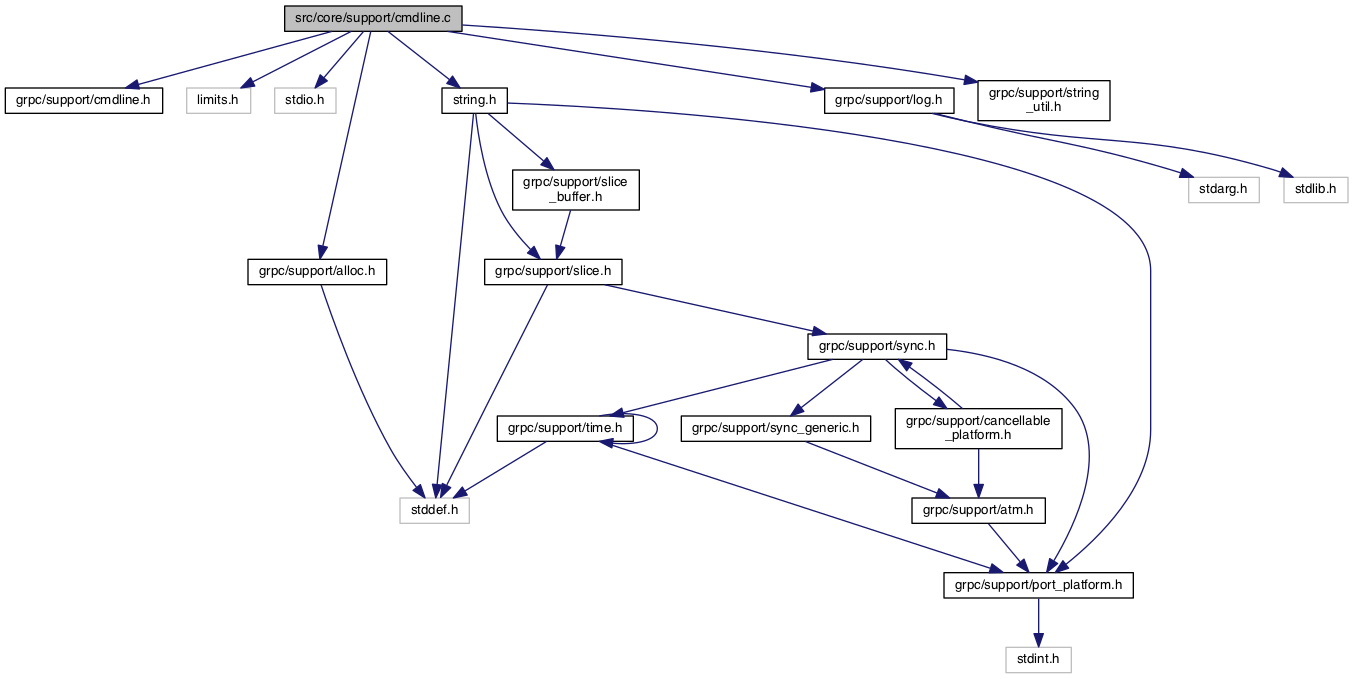 src/core/support/cmdline.c
grpc/support/cmdline.h
limits.h
stdio.h
string.h
grpc/support/log.h
grpc/support/string
_util.h
grpc/support/slice
_buffer.h
stdarg.h
stdlib.h
grpc/support/alloc.h
grpc/support/slice.h
grpc/support/sync.h
grpc/support/time.h
grpc/support/sync_generic.h
grpc/support/cancellable
_platform.h
stddef.h
grpc/support/atm.h
grpc/support/port_platform.h
stdint.h